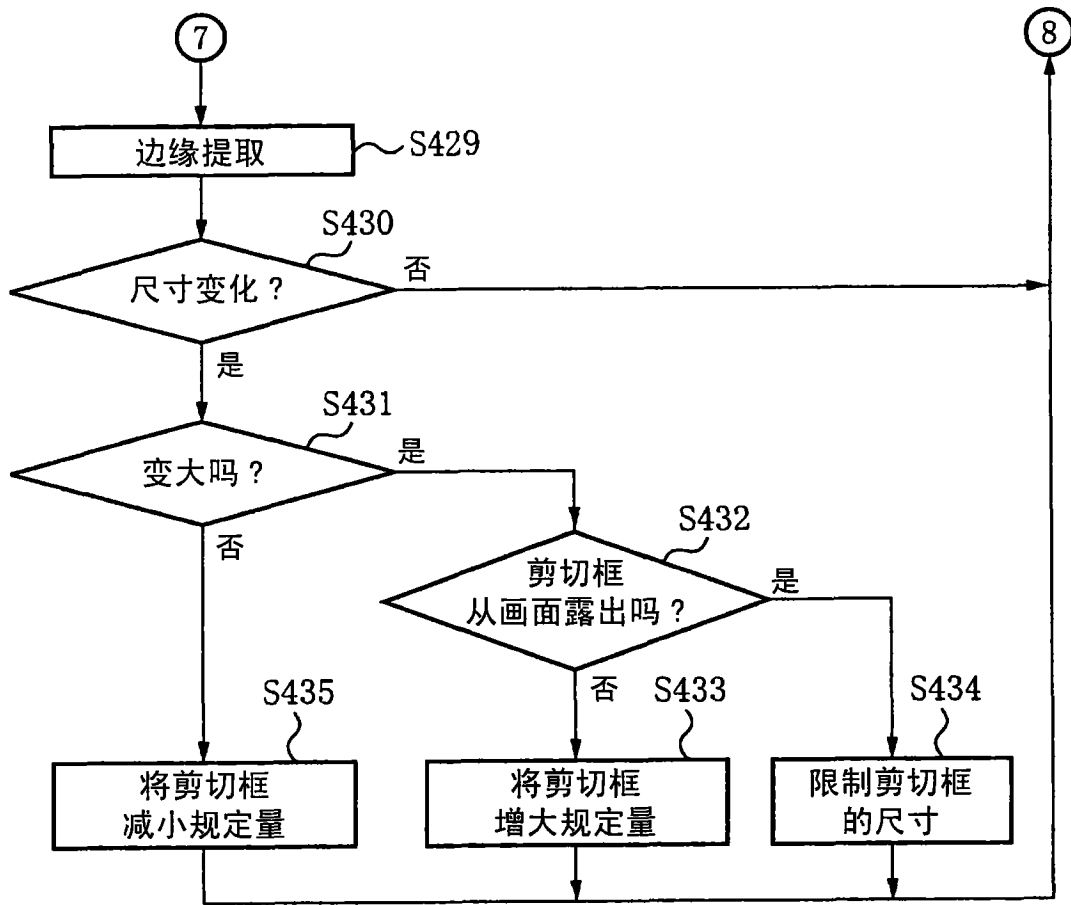 7
8
边缘提取
S429
S430
尺寸变化？
否
是
S431
变大吗？
是
否
S432
剪切框
从画面露出吗？
是
否
S435
S433
S434
将剪切框
减小规定量
将剪切框
增大规定量
限制剪切框
的尺寸